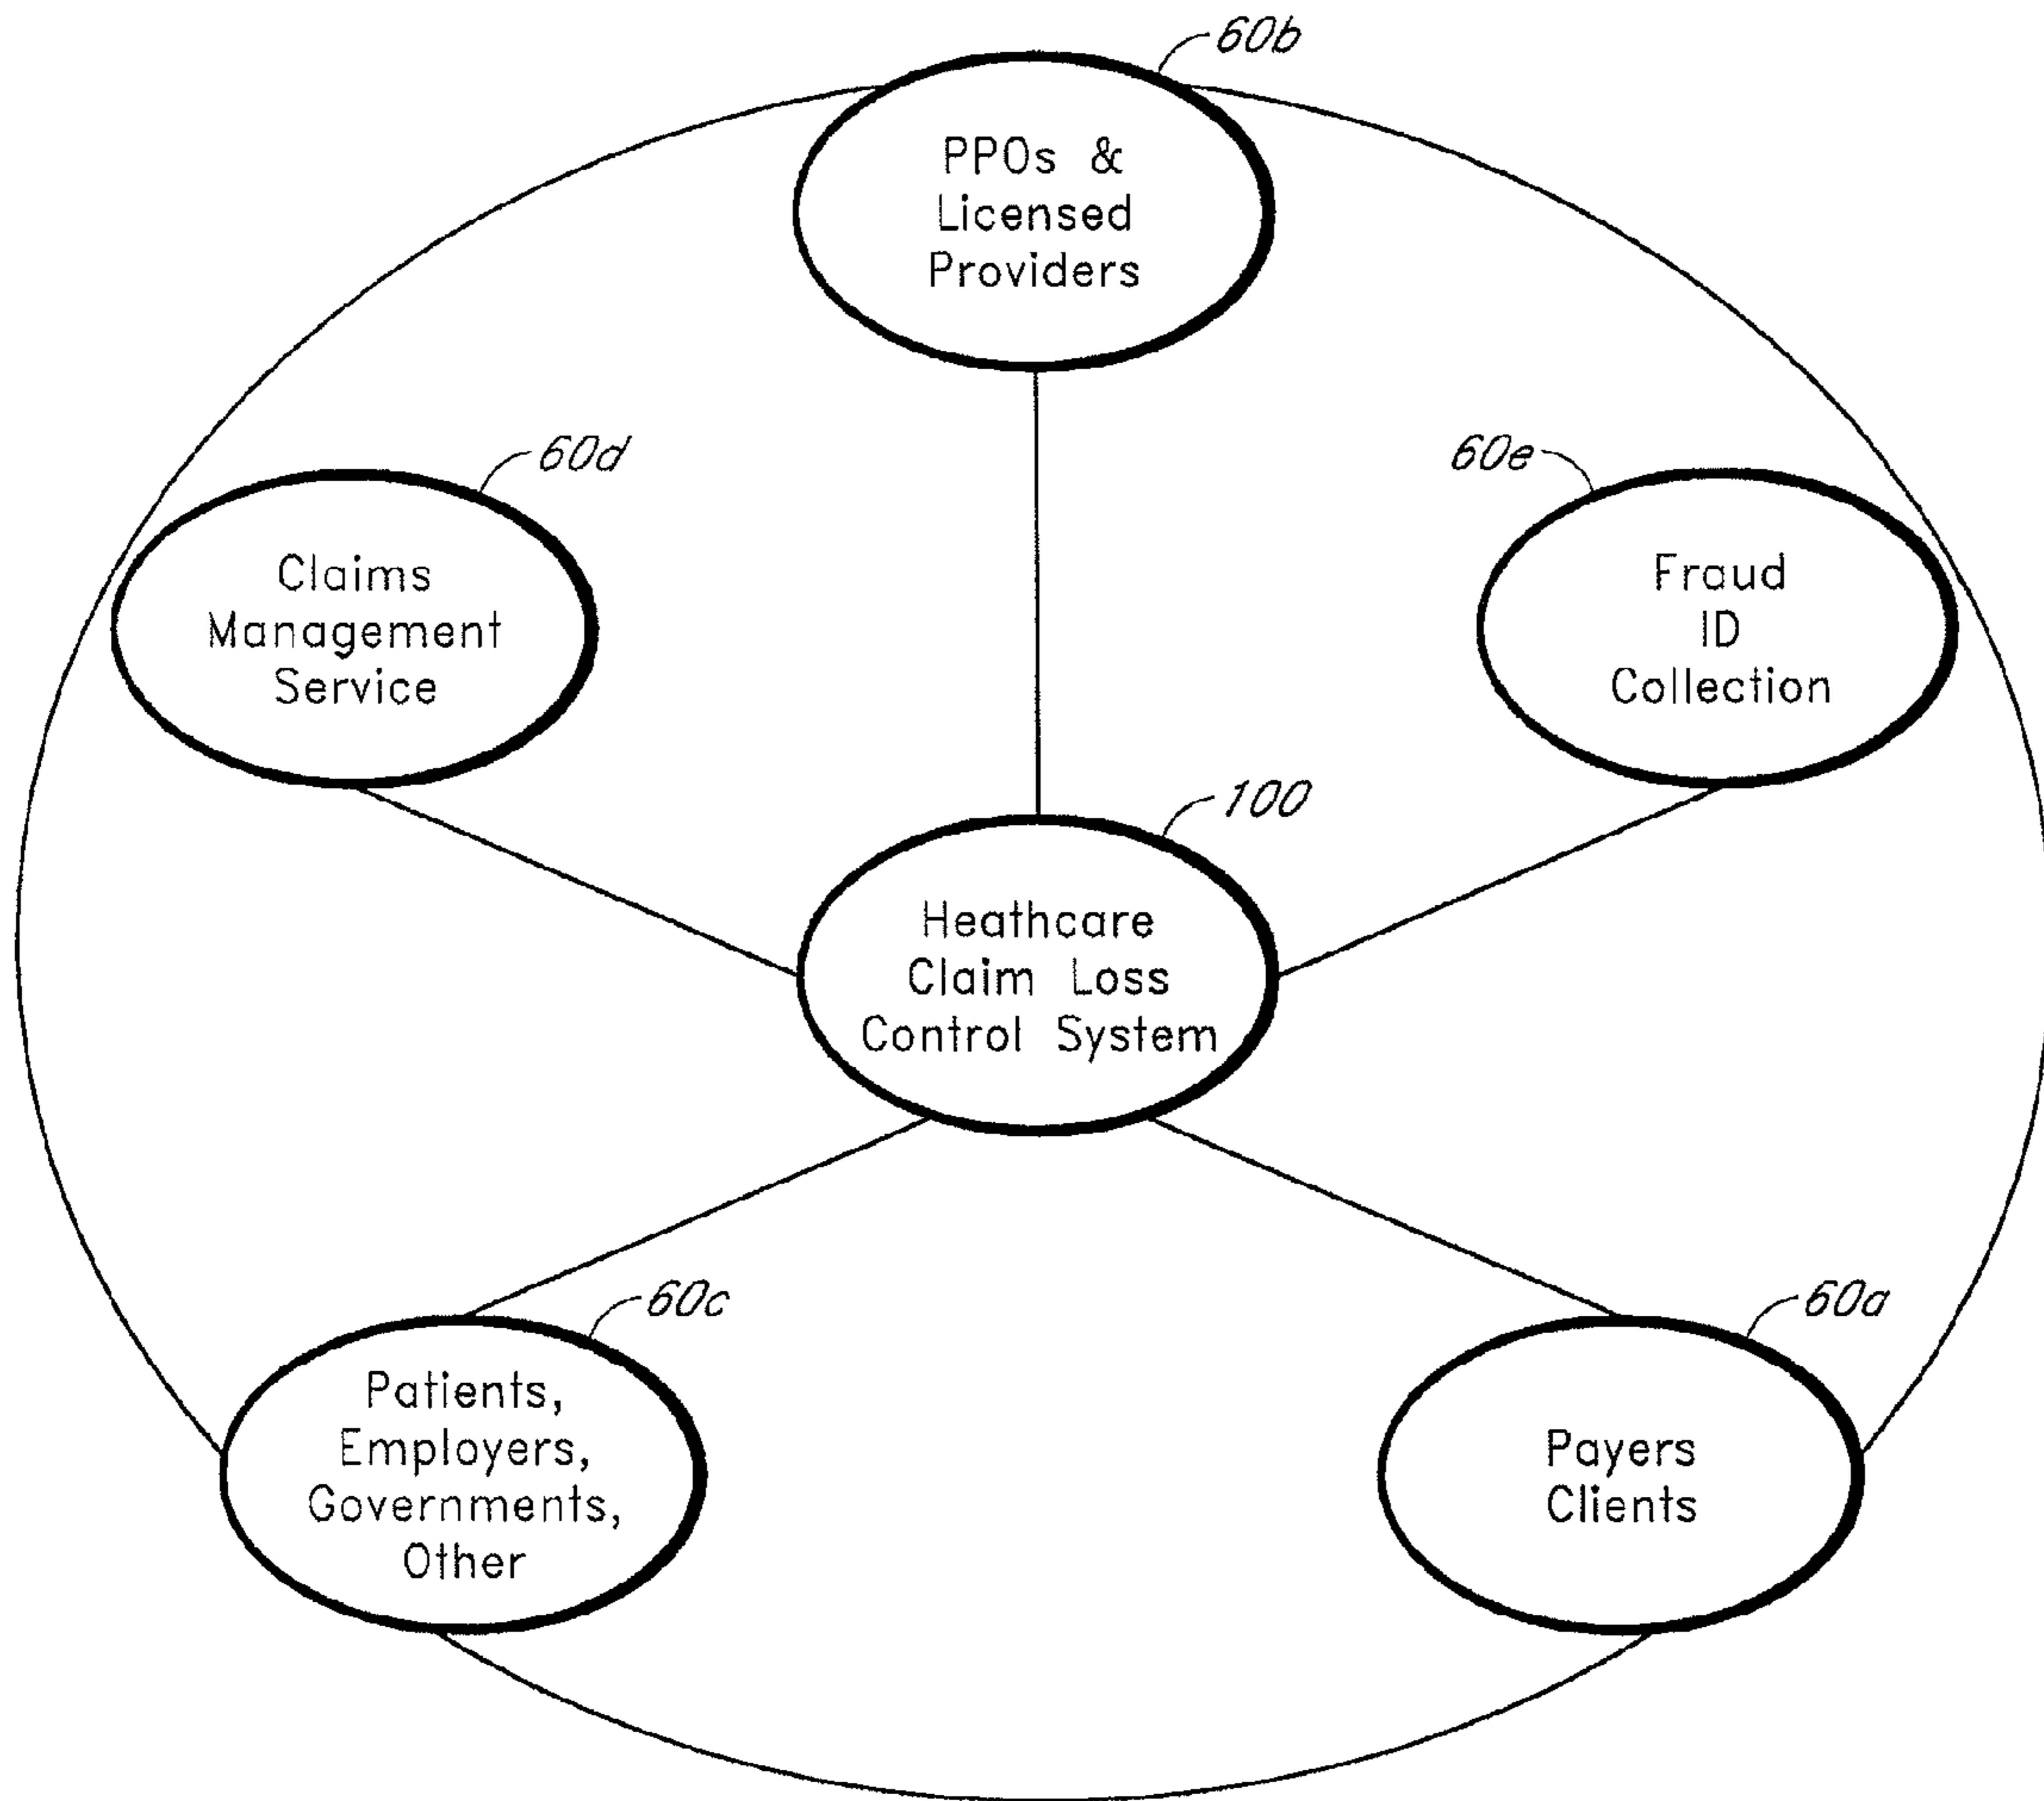 60b
PPOs &
Licensed
Providers
60d
Claims
Management
Service
60e
Fraud
ID
Collection
100
Heathcare
Claim Loss
Control System
60c
Patients,
Employers,
Governments,
Other
60a
Payers
Clients